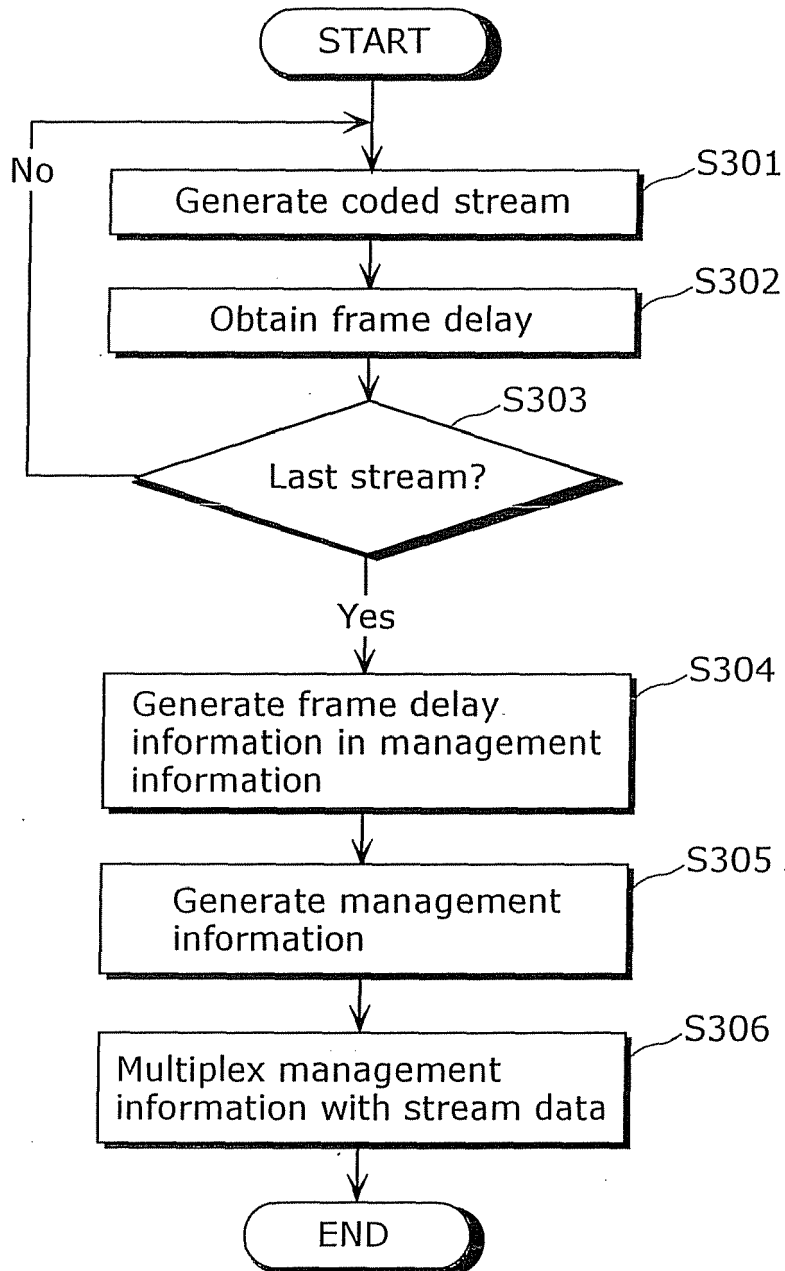 START
No
S301
Generate coded stream
S302
Obtain frame delay
S303
Last stream?
Yes
S304
Generate frame delay
information in management
information
S305
Generate management
information
S306
Multiplex management
information with stream data
END